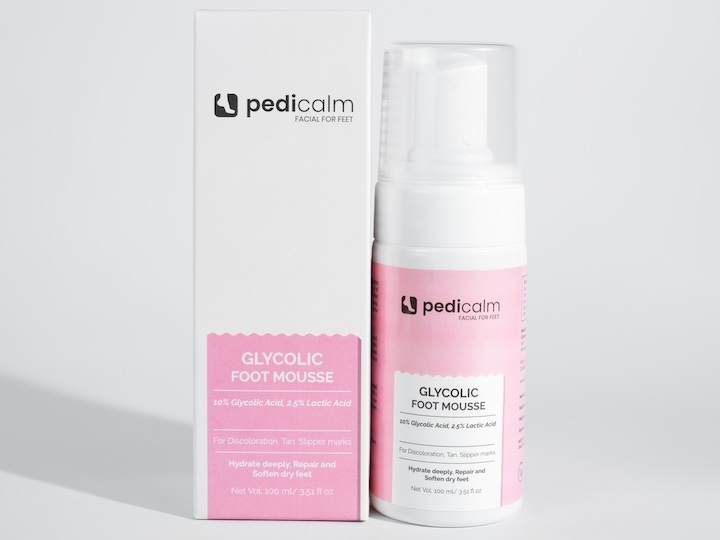 pedicalm
FACIAL FOR FEET
GLYCOLIC
FOOT MOUSSE
10% Glycolic Acid, 2.5% Lactic Acid
For Discoloration, Tan, Slipper marks
Hydrate deeply, Repair and
Soften dry feet
Net Vol. 100 ml/ 3.51 fl oz
pedicalm
FACIAL FOR FEET
GLYCOLIC
FOOT MOUSSE
10% Glycolic Acid, 2.5% Lactic Acid
For Discoloration, Tan, Slipper marks
Hydrate deeply, Repair and
Soften dry feet
Net Vol. 100 ml/ 3.51 fl oz